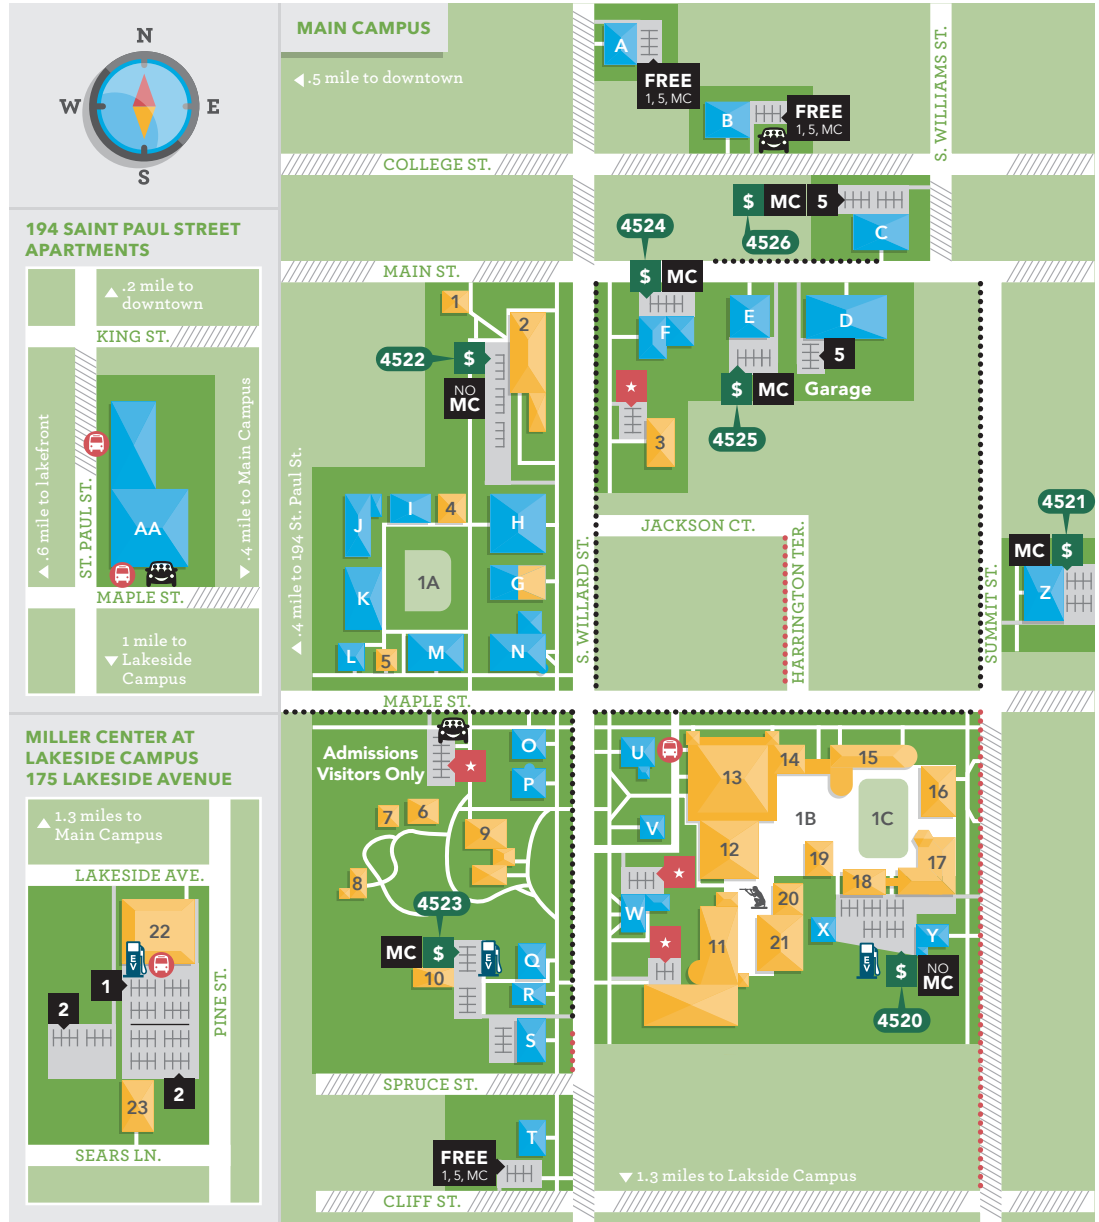 N
W
E
S
MAIN CAMPUS
.5 mile to downtown
A
FREE
1, 5, MC
B
FREE
1, 5, MC
S. WILLIAMS ST.
COLLEGE ST.
194 SAINT PAUL STREET
APARTMENTS
.2 mile to
downtown
KING ST.
.6 mile to lakefront
ST. PAUL ST.
AA
.4 mile to Main Campus
MAPLE ST.
1 mile to
Lakeside
Campus
$
MC
5
4526
C
4524
$
MC
MAIN ST.
1
2
4522
$
NO
MC
F
E
D
5
$
MC
Garage
4525
3
.4 mile to 194 St. Paul St.
J
I
4
H
K
1A
G
L
5
M
N
S. WILLARD ST.
JACKSON CT.
HARRINGTON TER.
SUMMIT ST.
4521
MC
$
Z
MAPLE ST.
MILLER CENTER AT
LAKESIDE CAMPUS
175 LAKESIDE AVENUE
1.3 miles to
Main Campus
LAKESIDE AVE.
22
EV
1
2
2
23
PINE ST.
SEARS LN.
Admissions
Visitors Only
O
P
7
6
9
8
4523
MC
$
EV
10
Q
R
S
SPRUCE ST.
T
FREE
1, 5, MC
CLIFF ST.
U
13
14
15
16
V
1B
1C
12
19
17
18
W
20
11
21
X
Y
EV
$
NO
MC
4520
1.3 miles to Lakside Campus